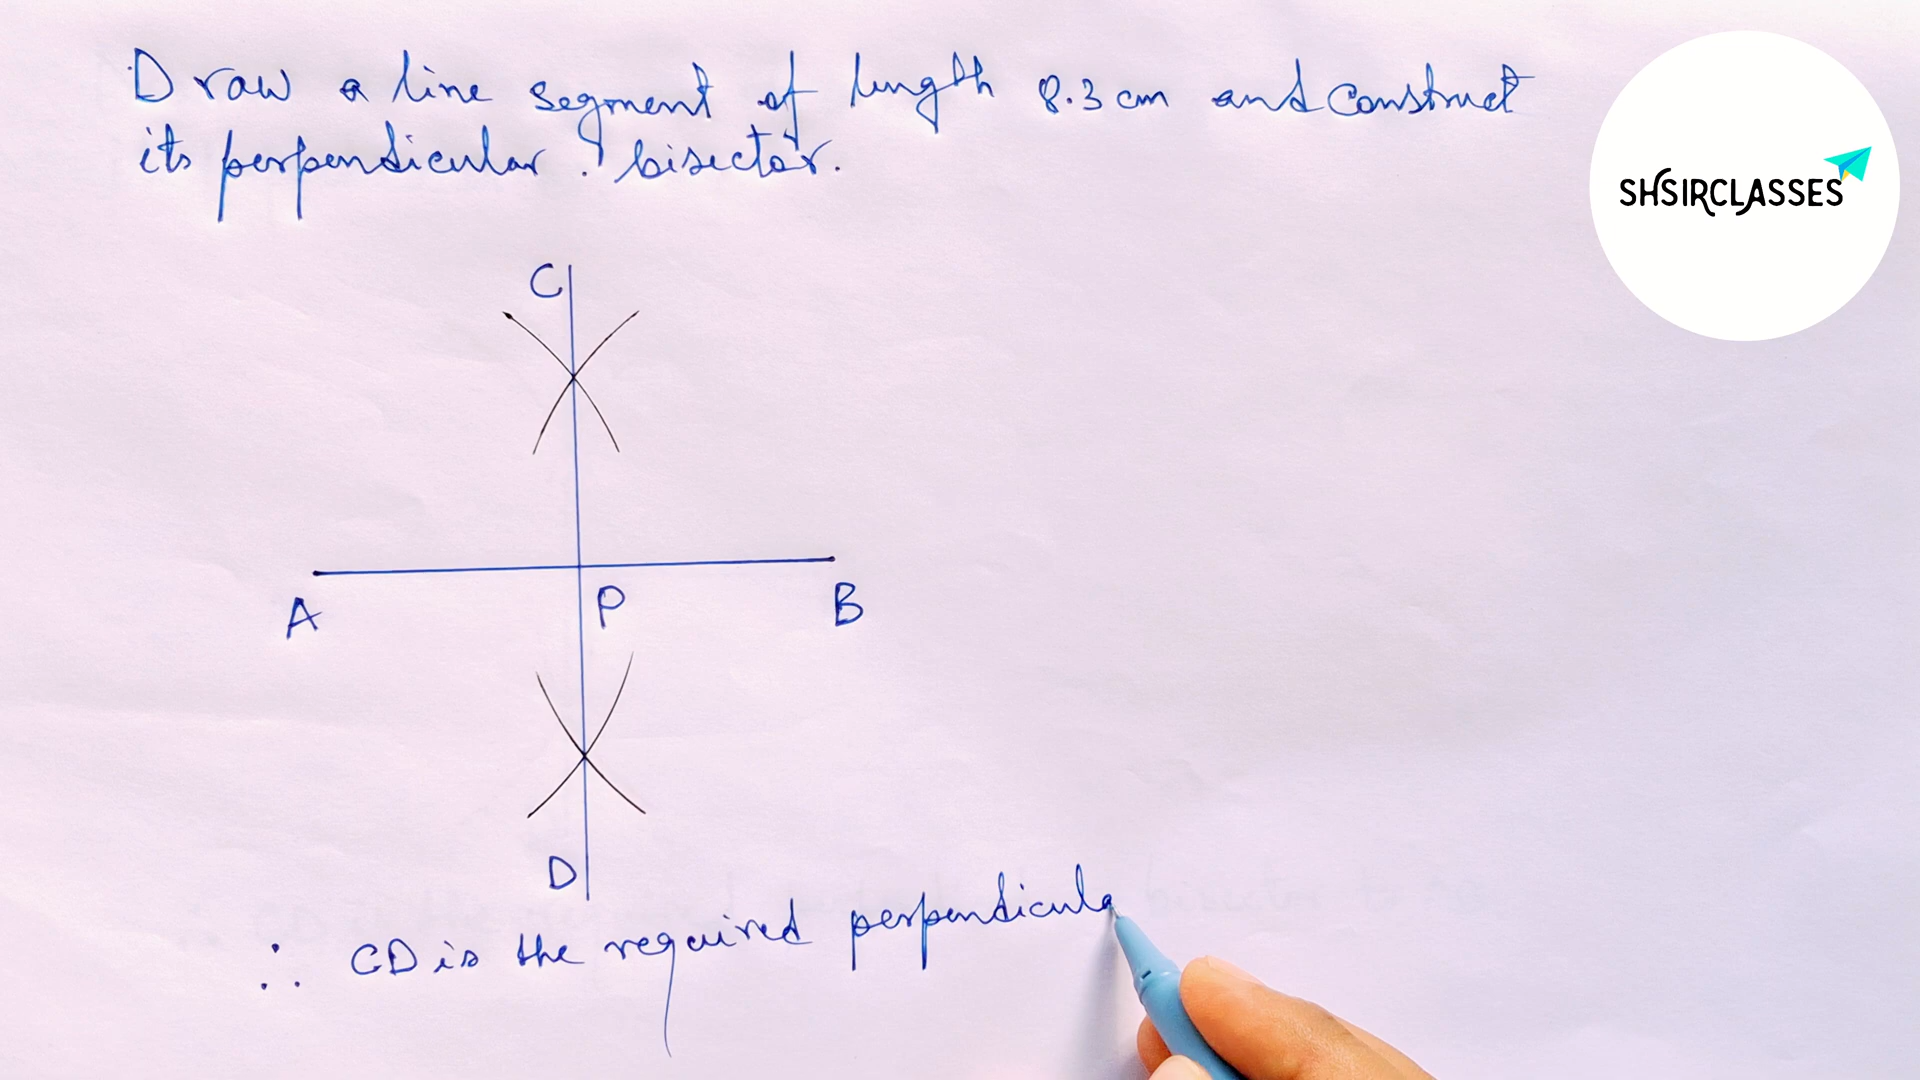 Draw a line segment of length 8.3 cm and construct
its perpendicular . bisector.
SHSIRCLASSES
C
A
P
B
D
∴ CD is the required perpendicula